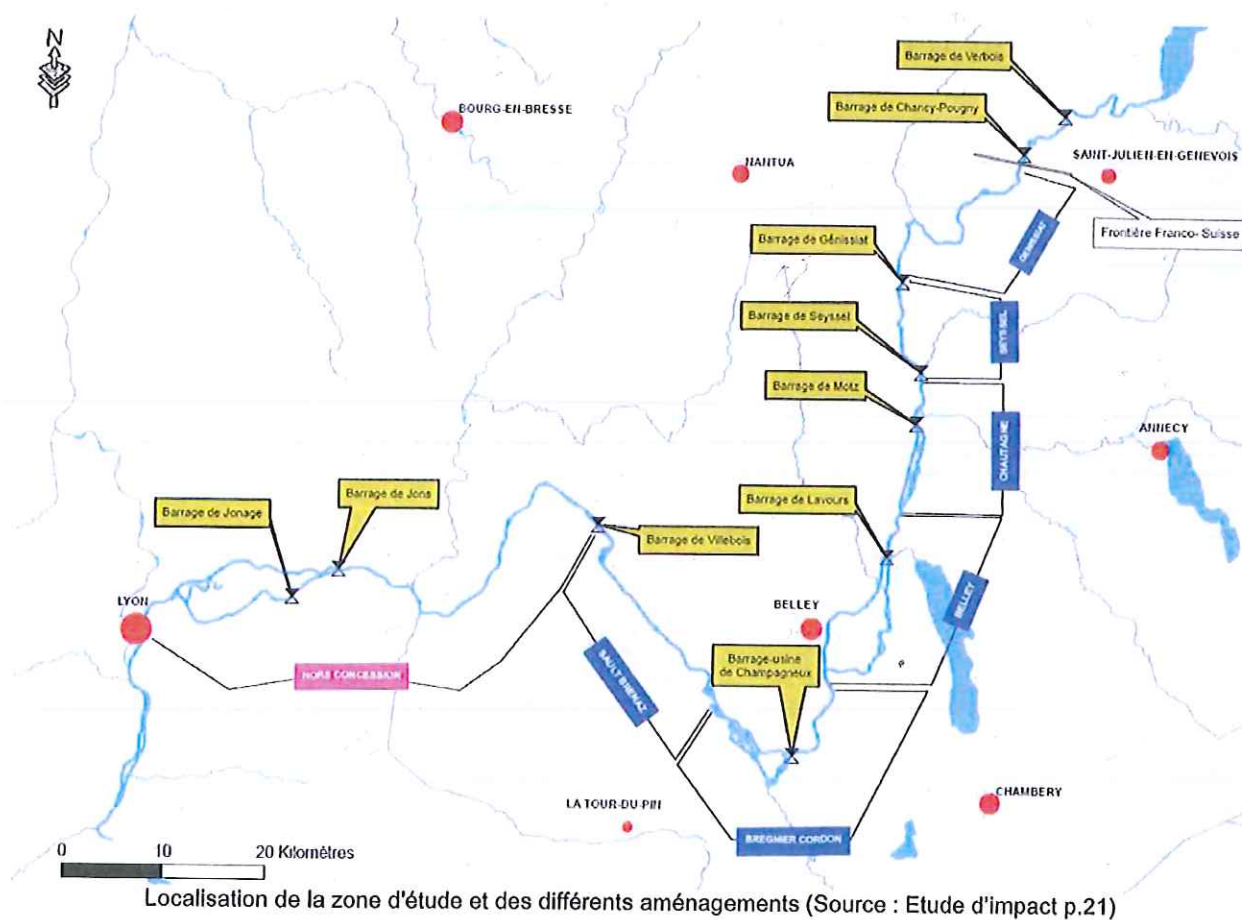 N
Barrage de Verbois
BOURG-EN-BRESSE
Barrage de Chancy-Pougny
NANTUA
SAINT-JULIEN-EN-GENEVOIS
Frontière Franco- Suisse
GENISSIAT
Barrage de Génissiat
SEYSSEL
Barrage de Seyssel
Barrage de Motz
CHAUTAGNE
ANNECY
Barrage de Lavours
Barrage de Jons
Barrage de Jonage
Barrage de Villebois
LYON
BELLEY
BELLEY
Barrage-usine
de Champagneux
HORS CONCESSION
SAULT BRENAZ
LA TOUR-DU-PIN
CHAMBERY
BREGNIER CORDON
0 10 20 Kilomètres
Localisation de la zone d'étude et des différents aménagements (Source : Etude d'impact p.21)